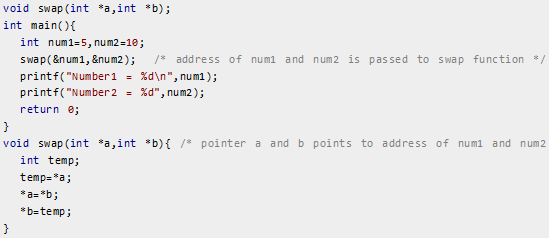 void swap(int *a,int *b);
int main(){
   int num1=5,num2=10;
   swap(&num1,&num2);   /* address of num1 and num2 is passed to swap function */
   printf("Number1 = %d\n",num1);
   printf("Number2 = %d",num2);
   return 0;
}
void swap(int *a,int *b){ /* pointer a and b points to address of num1 and num2
   int temp;
   temp=*a;
   *a=*b;
   *b=temp;
}